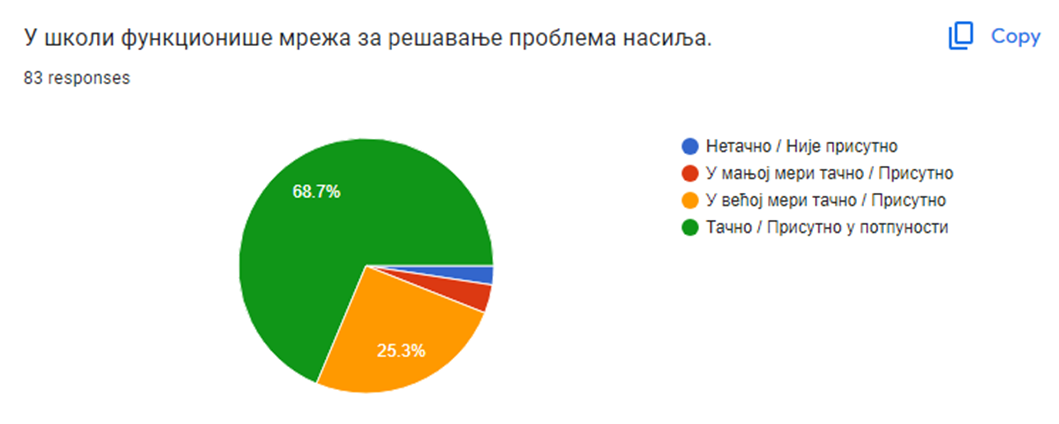 У школи функционише мрежа за решавање проблема насиља.
Copy
83 responses
Нетачно / Није присутно
У мањој мери тачно / Присутно
У већој мери тачно / Присутно
Тачно / Присутно у потпуности
68.7%
25.3%